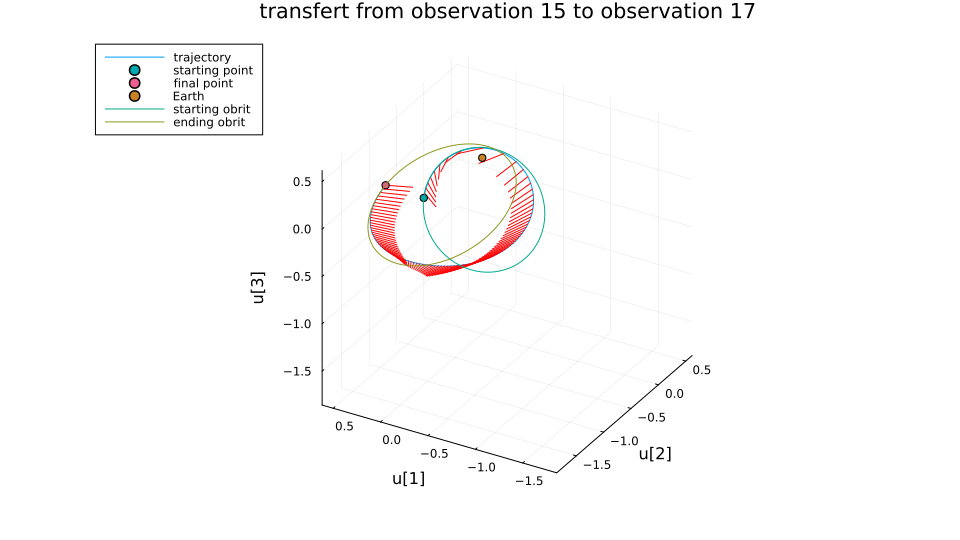 transfert from observation 15 to observation 17
trajectory
starting point
final point
Earth
starting obrit
ending obrit
0.5
0.0
−0.5
−1.0
−1.5
u[3]
0.5
0.0
−0.5
−1.0
−1.5
u[1]
0.5
0.0
−0.5
−1.0
−1.5
u[2]